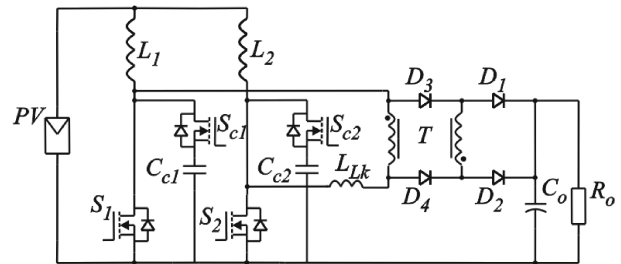 L1 L2
D3 D1
PV Sc1 Sc2 T
Cc1 Cc2 LLk
S1 S2 D4 D2 Co Ro